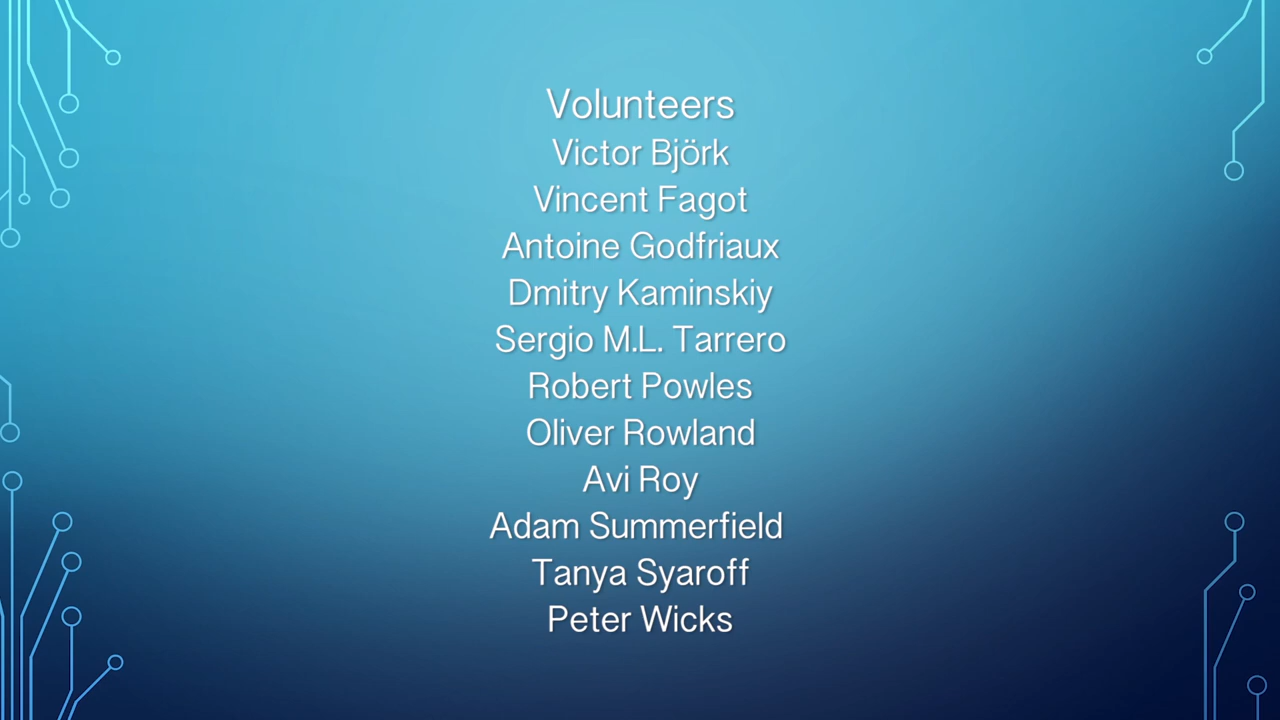 Volunteers
Victor Björk
Vincent Fagot
Antoine Godfriaux
Dmitry Kaminskiy
Sergio M.L. Tarrero
Robert Powles
Oliver Rowland
Avi Roy
Adam Summerfield
Tanya Syaroff
Peter Wicks